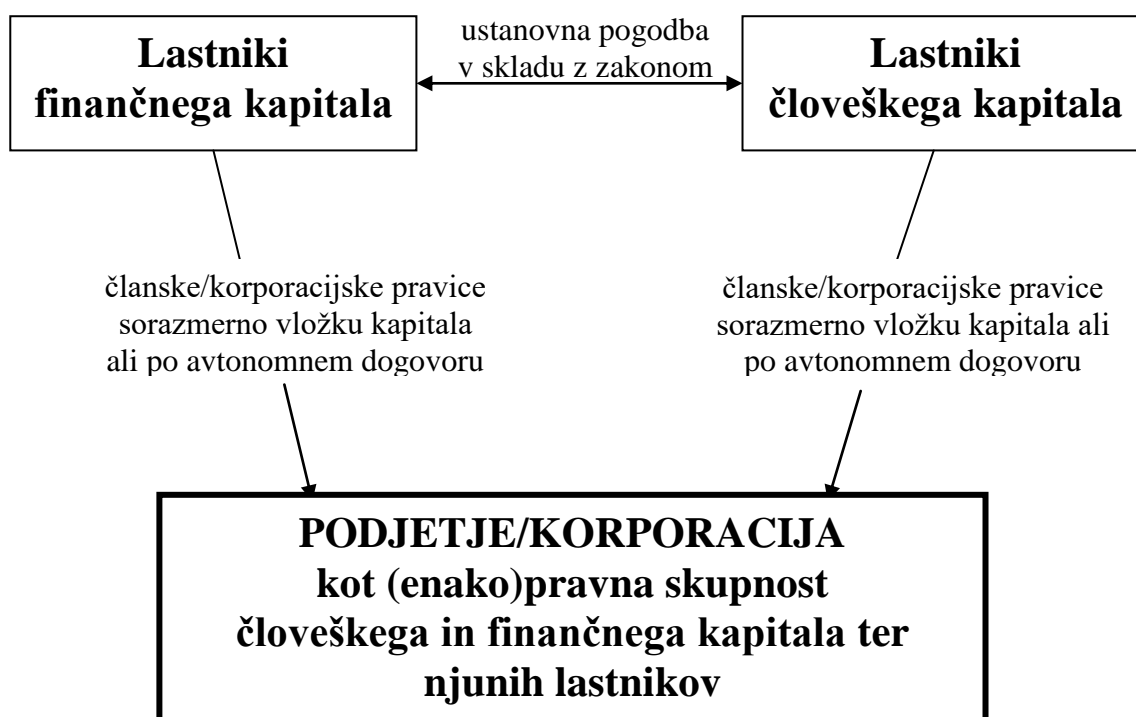 Lastniki
finančnega kapitala
ustanovna pogodba
v skladu z zakonom
Lastniki
človeškega kapitala
članske/korporacijske pravice
sorazmerno vložku kapitala
ali po avtonomnem dogovoru
članske/korporacijske pravice
sorazmerno vložku kapitala ali
po avtonomnem dogovoru
PODJETJE/KORPORACIJA
kot (enako)pravna skupnost
človeškega in finančnega kapitala ter
njunih lastnikov